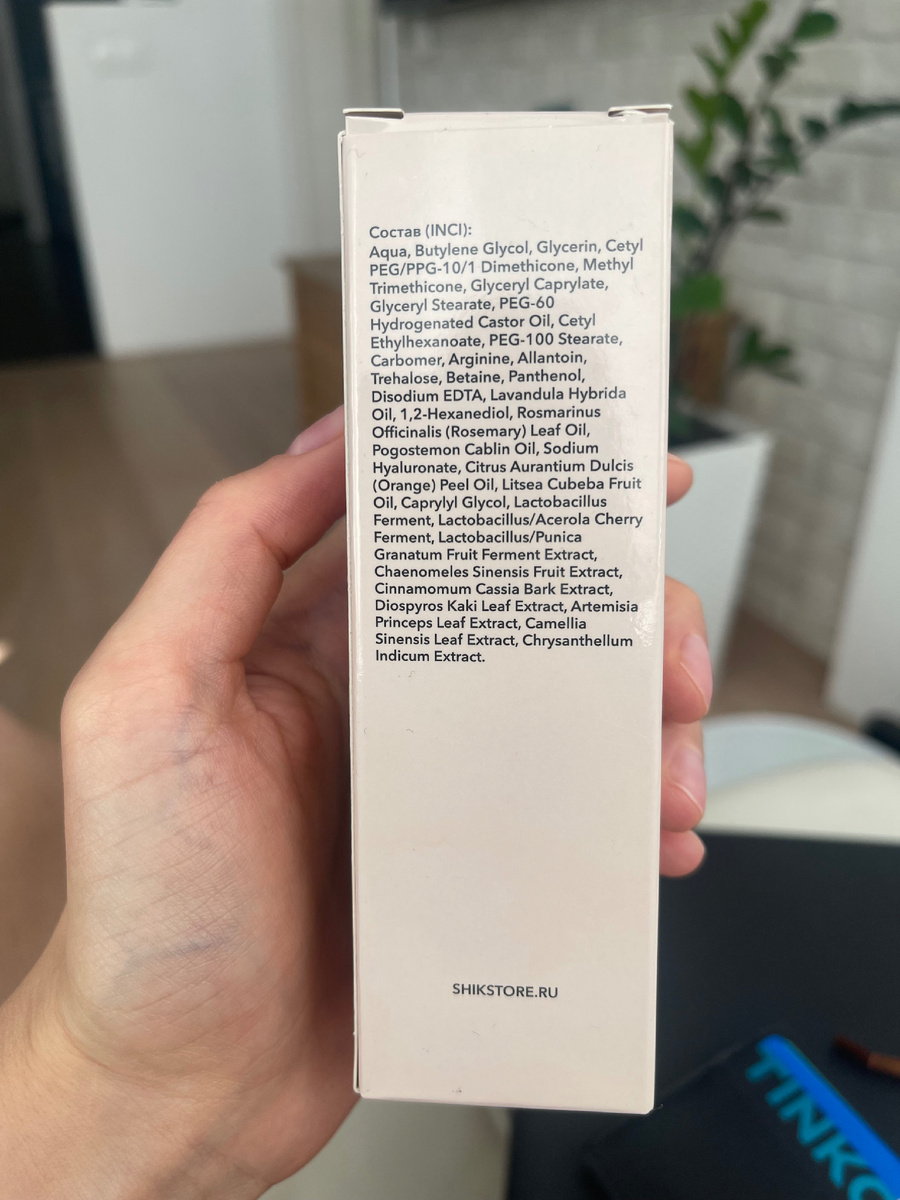 Состав (INCI):
Aqua, Butylene Glycol, Glycerin, Cetyl
PEG/PPG-10/1 Dimethicone, Methyl
Trimethicone, Glyceryl Caprylate,
Glyceryl Stearate, PEG-60
Hydrogenated Castor Oil, Cetyl
Ethylhexanoate, PEG-100 Stearate,
Carbomer, Arginine, Allantoin,
Trehalose, Betaine, Panthenol,
Disodium EDTA, Lavandula Hybrida
Oil, 1,2-Hexanediol, Rosmarinus
Officinalis (Rosemary) Leaf Oil,
Pogostemon Cablin Oil, Sodium
Hyaluronate, Citrus Aurantium Dulcis
(Orange) Peel Oil, Litsea Cubeba Fruit
Oil, Caprylyl Glycol, Lactobacillus
Ferment, Lactobacillus/Acerola Cherry
Ferment, Lactobacillus/Punica
Granatum Fruit Ferment Extract,
Chaenomeles Sinensis Fruit Extract,
Cinnamomum Cassia Bark Extract,
Diospyros Kaki Leaf Extract, Artemisia
Princeps Leaf Extract, Camellia
Sinensis Leaf Extract, Chrysanthellum
Indicum Extract.
SHIKSTORE.RU
TINKO